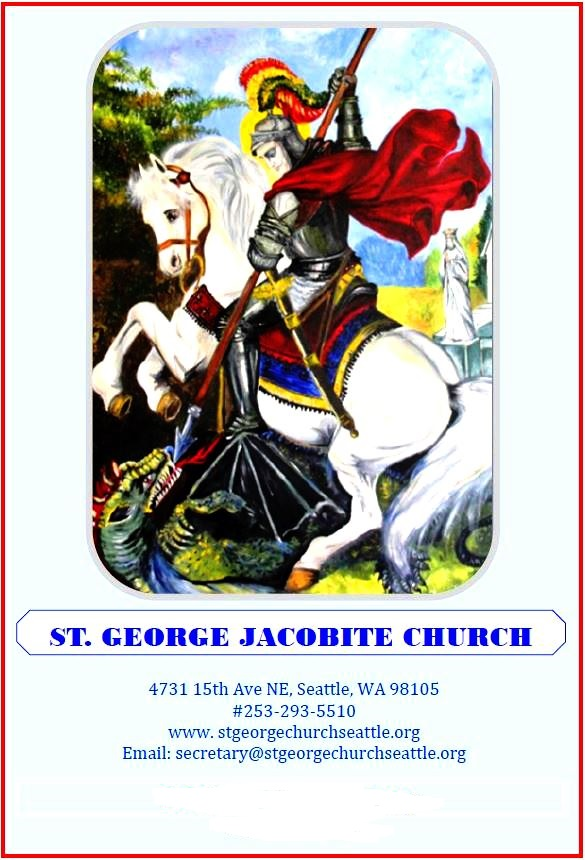 ST. GEORGE JACOBITE CHURCH
4731 15th Ave NE, Seattle, WA 98105
#253-293-5510
www. stgeorgechurchseattle.org
Email: secretary@stgeorgechurchseattle.org